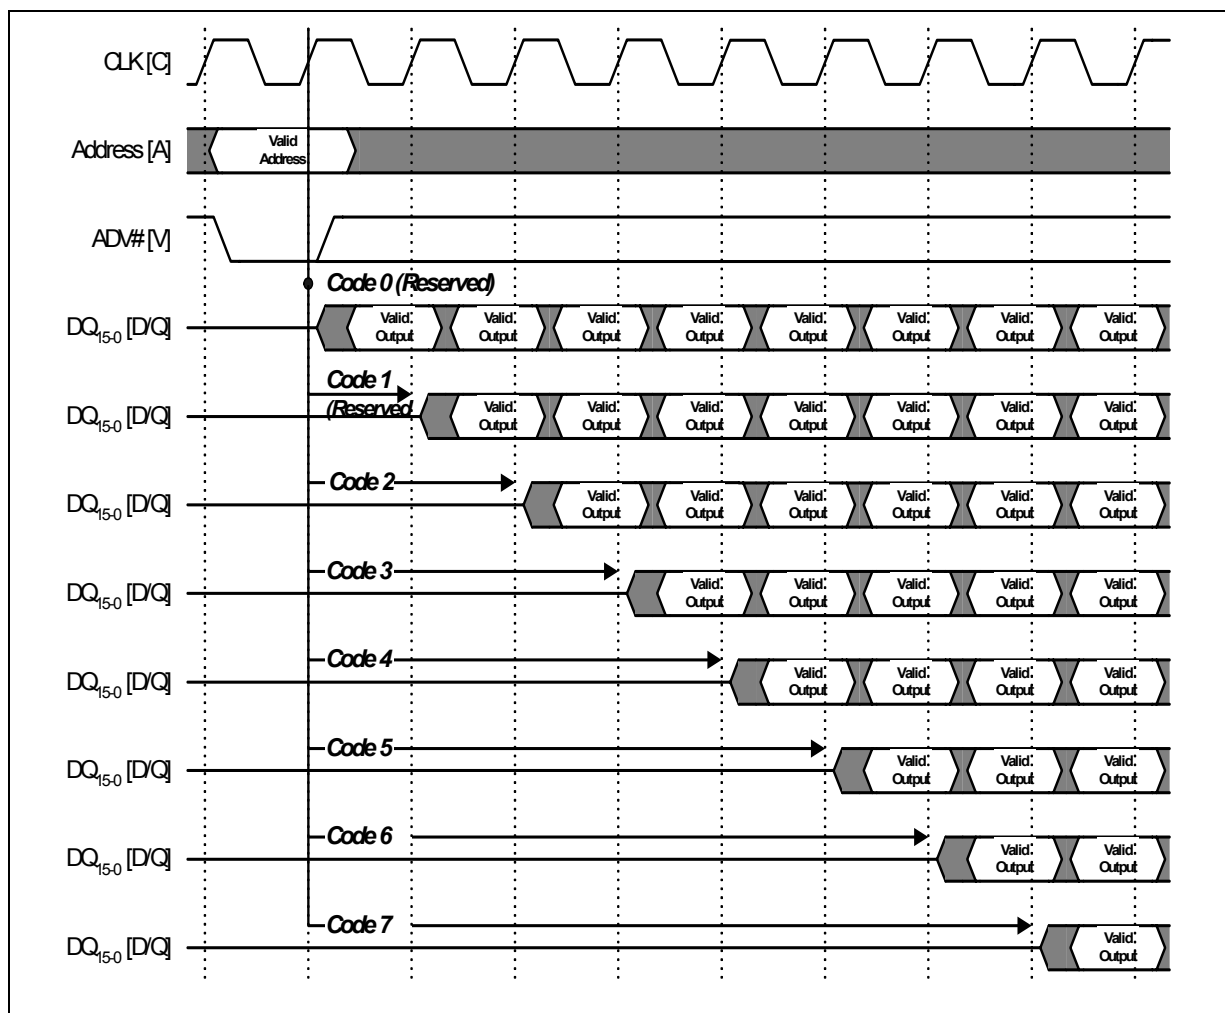 CLK [C]
Address [A]
Valid
Address
ADV# [V]
Code 0 (Reserved)
DQ15-0 [D/Q]
Valid Output Valid Output Valid Output Valid Output Valid Output Valid Output Valid Output Valid Output
Code 1
(Reserved
DQ15-0 [D/Q]
Valid Output Valid Output Valid Output Valid Output Valid Output Valid Output Valid Output
Code 2
DQ15-0 [D/Q]
Valid Output Valid Output Valid Output Valid Output Valid Output Valid Output
Code 3
DQ15-0 [D/Q]
Valid Output Valid Output Valid Output Valid Output Valid Output
Code 4
DQ15-0 [D/Q]
Valid Output Valid Output Valid Output Valid Output
Code 5
DQ15-0 [D/Q]
Valid Output Valid Output Valid Output
Code 6
DQ15-0 [D/Q]
Valid Output Valid Output
Code 7
DQ15-0 [D/Q]
Valid Output